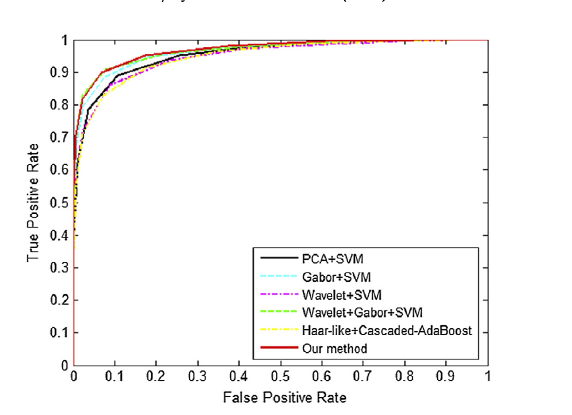 1
0.9
0.8
0.7
0.6
0.5
0.4
0.3
0.2
0.1
0
True Positive Rate
PCA+SVM
Gabor+SVM
Wavelet+SVM
Wavelet+Gabor+SVM
Haar-like+Cascaded-AdaBoost
Our method
0 0.1 0.2 0.3 0.4 0.5 0.6 0.7 0.8 0.9 1
False Positive Rate